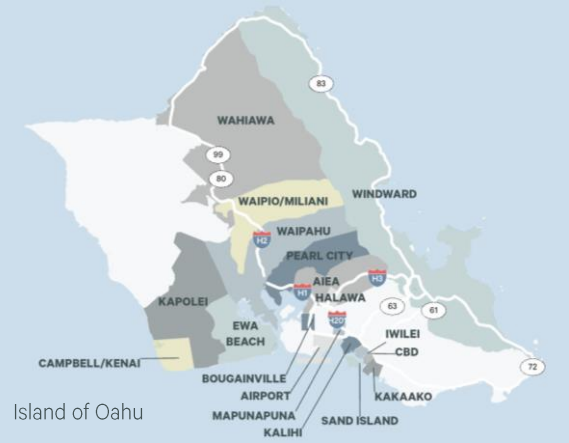 83
WAHIAWA
99
80
WINDWARD
WAIPIO/MILIANI
WAIPAHU
H2
PEARL CITY
AIEA
H3
H1
HALAWA
KAPOLEI
63
61
H201
EWA
BEACH
IWILEI
CBD
CAMPBELL/KENAI
72
BOUGAINVILLE
AIRPORT
KAKAAKO
MAPUNAPUNA
SAND ISLAND
KALIHI
Island of Oahu